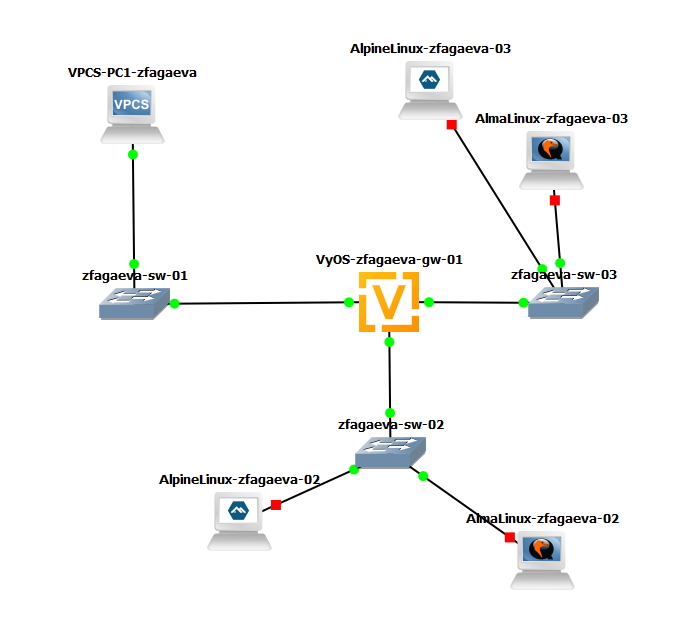 AlpineLinux-zfagaeva-03
VPCS-PC1-zfagaeva
VPCS
AlmaLinux-zfagaeva-03
VyOS-zfagaeva-gw-01
zfagaeva-sw-01
zfagaeva-sw-03
V
zfagaeva-sw-02
AlpineLinux-zfagaeva-02
AlmaLinux-zfagaeva-02